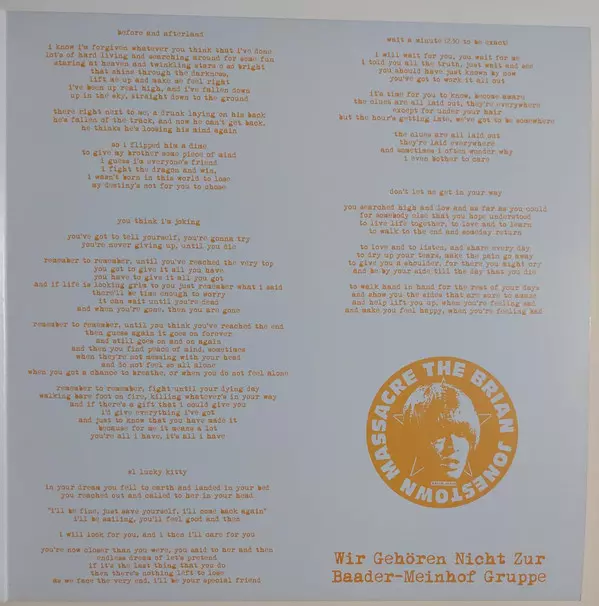 before and afterland
i know i'm forgiven whatever you think that i've done
lot's of hard living and searching around for some fun
staring at heaven and twinkling stars o so bright
that shine through the darkness,
lift me up and make me feel right
i've been up real high, and i've fallen down
up in the sky, straight down to the ground
there right next to me, a drunk laying on his back
he's fallen of the track, and now he can't get back,
he thinks he's loosing his mind again
so i flipped him a dime
to give my brother some piece of mind
i guess i'm everyone's friend
i fight the dragon and win,
i wasn't born in this world to lose
my destiny's not for you to chose
you think i'm joking
you've got to tell yourself, you're gonna try
you're never giving up, until you die
remember to remember, until you've reached the very top
you got to give it all you have
you have to give it all you got
and if life is looking grim to you just remember what i said
there'll be time enough to worry
it can wait until you're dead
and when you're gone, then you are gone
remember to remember, until you think you've reached the end
then guess again it goes on forever
and still goes on and on again
and then you find peace of mind, sometimes
when they're not messing with your head
and do not feel so all alone
when you got a chance to breathe, or when you do not feel alone
remember to remember, fight until your dying day
walking bare foot on fire, killing whatever's in your way
and if there's a gift that i could give you
i'd give everything i've got
and just to know that you have made it
because for me it means a lot
you're all i have, it's all i have
#1 lucky kitty
in your dream you fell to earth and landed in your bed
you reached out and called to her in your head
"i'll be fine, just save yourself, i'll come back again"
i'll be smiling, you'll feel good and then
i will look for you, and i then i'll care for you
you're now closer than you were, you said to her and then
endless dream of let's pretend
if it's the last thing that you do
then there's nothing left to lose
as we face the very end, i'll be your special friend
wait a minute (2:30 to be exact)
i will wait for you, you wait for me
i told you all the truth, just wait and see
you should have just known by now
you've got to work it all out
it's time for you to know, become aware
the clues are all laid out, they're everywhere
except for under your hair
but the hour's getting late, we've got to be somewhere
the clues are all laid out
they're laid everywhere
and sometimes i often wonder why
i even bother to care
don't let me get in your way
you searched high and low and as far as you could
for somebody else that you hope understood
to live life together, to love and to learn
to walk to the end and someday return
to love and to listen, and share every day
to dry up your tears, make the pain go away
to give you a shoulder, for there you might cry
and be by your side till the day that you die
to walk hand in hand for the rest of your days
and show you the sides that are sure to amaze
and help lift you up, when you're feeling sad
and make you feel happy, when you're feeling bad
THE BRIAN JONESTOWN MASSACRE
Wir Gehören Nicht Zur
Baader-Meinhof Gruppe